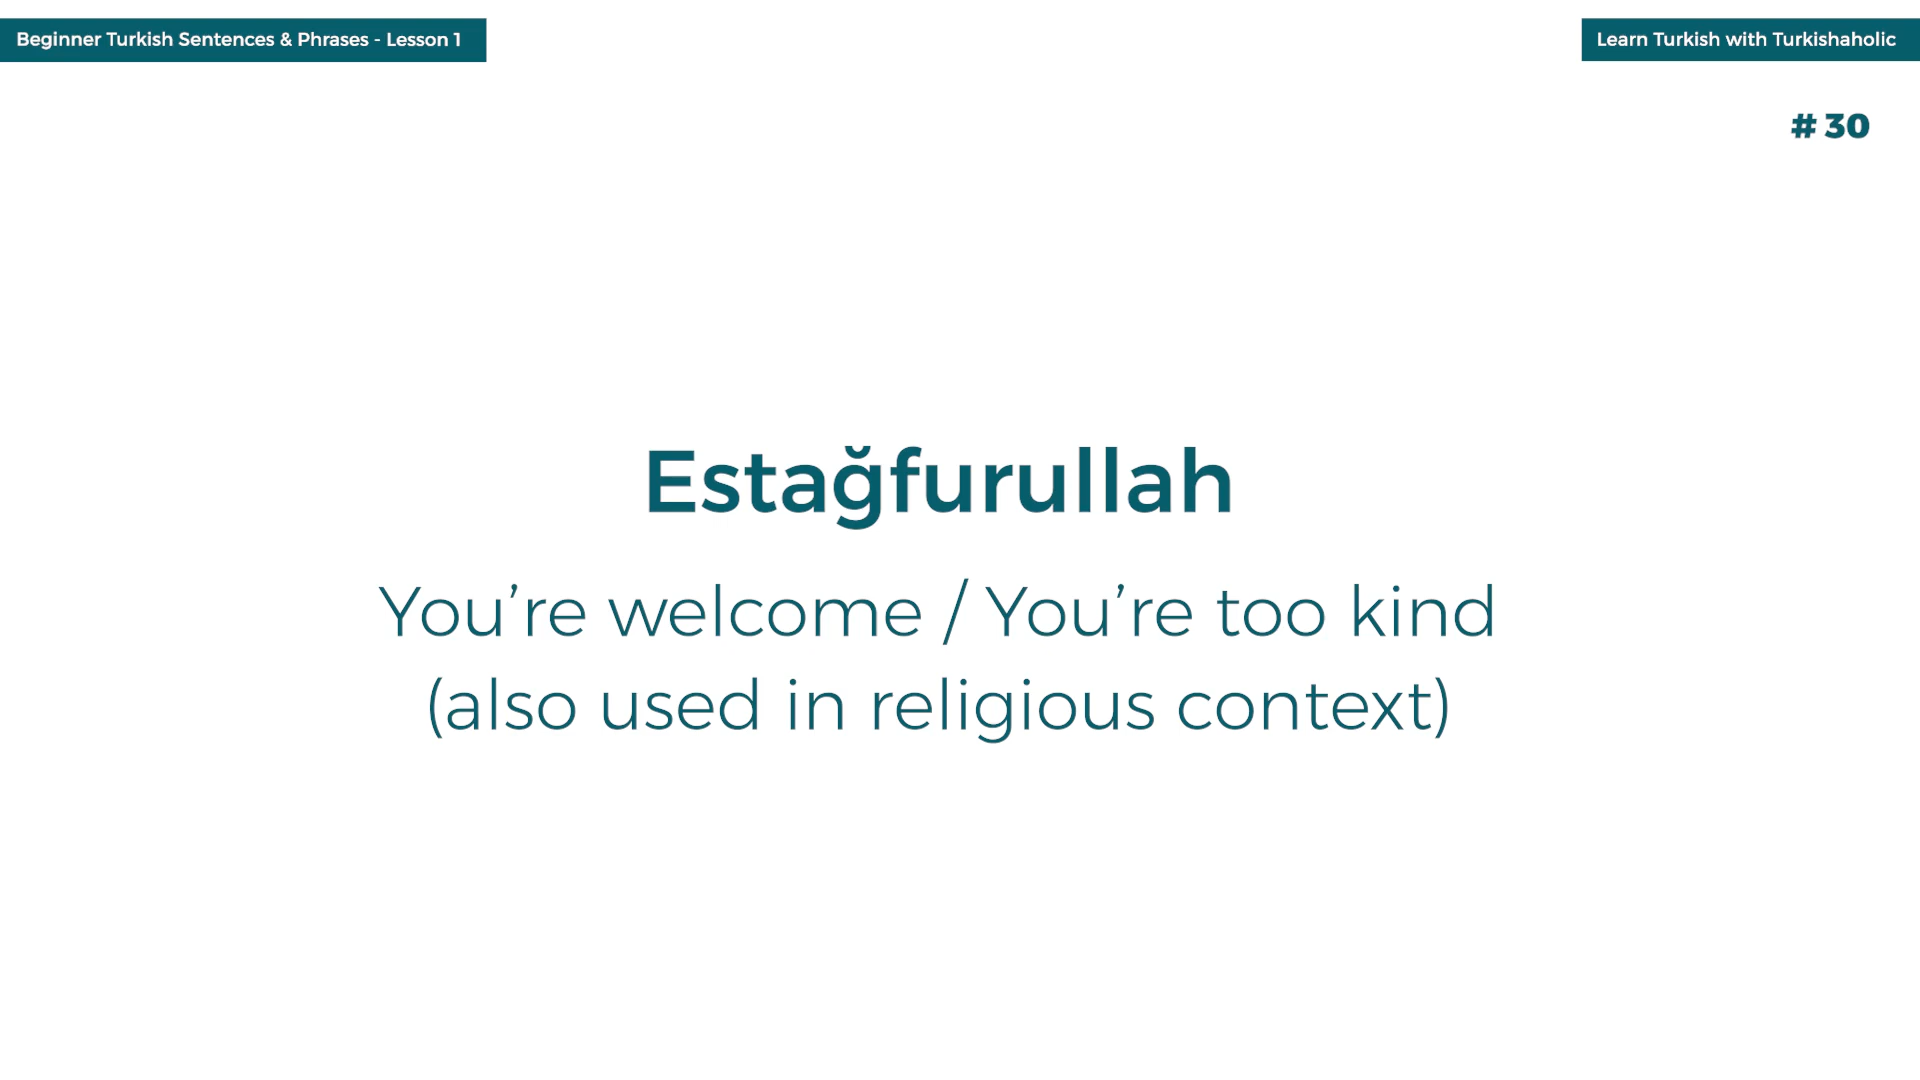 Beginner Turkish Sentences & Phrases - Lesson 1
Learn Turkish with Turkishaholic
# 30
Estağfurullah
You’re welcome / You’re too kind
(also used in religious context)